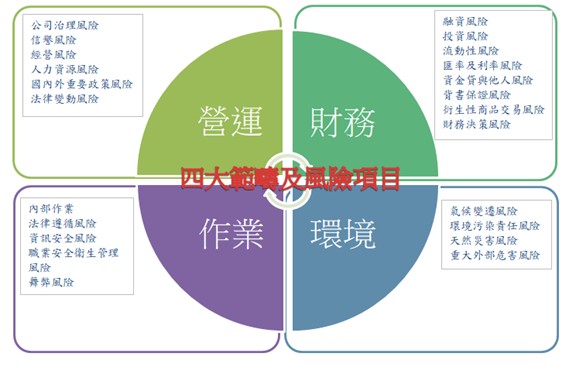 公司治理風險
信譽風險
經營風險
人力資源風險
國內外重要政策風險
法律變動風險
融資風險
投資風險
流動性風險
匯率及利率風險
資金貸與他人風險
背書保證風險
衍生性商品交易風險
財務決策風險
營運
財務
四大範疇及風險項目
作業
環境
內部作業
法律遵循風險
資訊安全風險
職業安全衛生管理
風險
舞弊風險
氣候變遷風險
環境污染責任風險
天然災害風險
重大外部危害風險